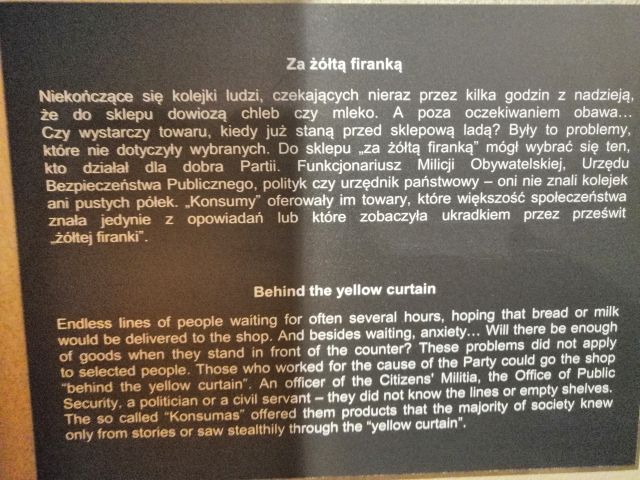 Za żółtą firanką
Niekończące się kolejki ludzi, czekających nieraz przez kilka godzin z nadzieją,
że do sklepu dowiozą chleb czy mleko. A poza oczekiwaniem obawa...
Czy wystarczy towaru, kiedy już staną przed sklepową ladą? Były to problemy,
które nie dotyczyły wybranych. Do sklepu „za żółtą firanką” mógł wybrać się ten,
kto działał dla dobra Partii. Funkcjonariusz Milicji Obywatelskiej, Urzędu
Bezpieczeństwa Publicznego, polityk czy urzędnik państwowy – oni nie znali kolejek
ani pustych półek. „Konsumy” oferowały im towary, które większość społeczeństwa
znała jedynie z opowiadań lub które zobaczyła ukradkiem przez prześwit
„żółtej firanki”.
Behind the yellow curtain
Endless lines of people waiting for often several hours, hoping that bread or milk
would be delivered to the shop. And besides waiting, anxiety... Will there be enough
of goods when they stand in front of the counter? These problems did not apply
to selected people. Those who worked for the cause of the Party could go the shop
“behind the yellow curtain”. An officer of the Citizens' Militia, the Office of Public
Security, a politician or a civil servant – they did not know the lines or empty shelves.
The so called “Konsumas” offered them products that the majority of society knew
only from stories or saw stealthily through the “yellow curtain”.